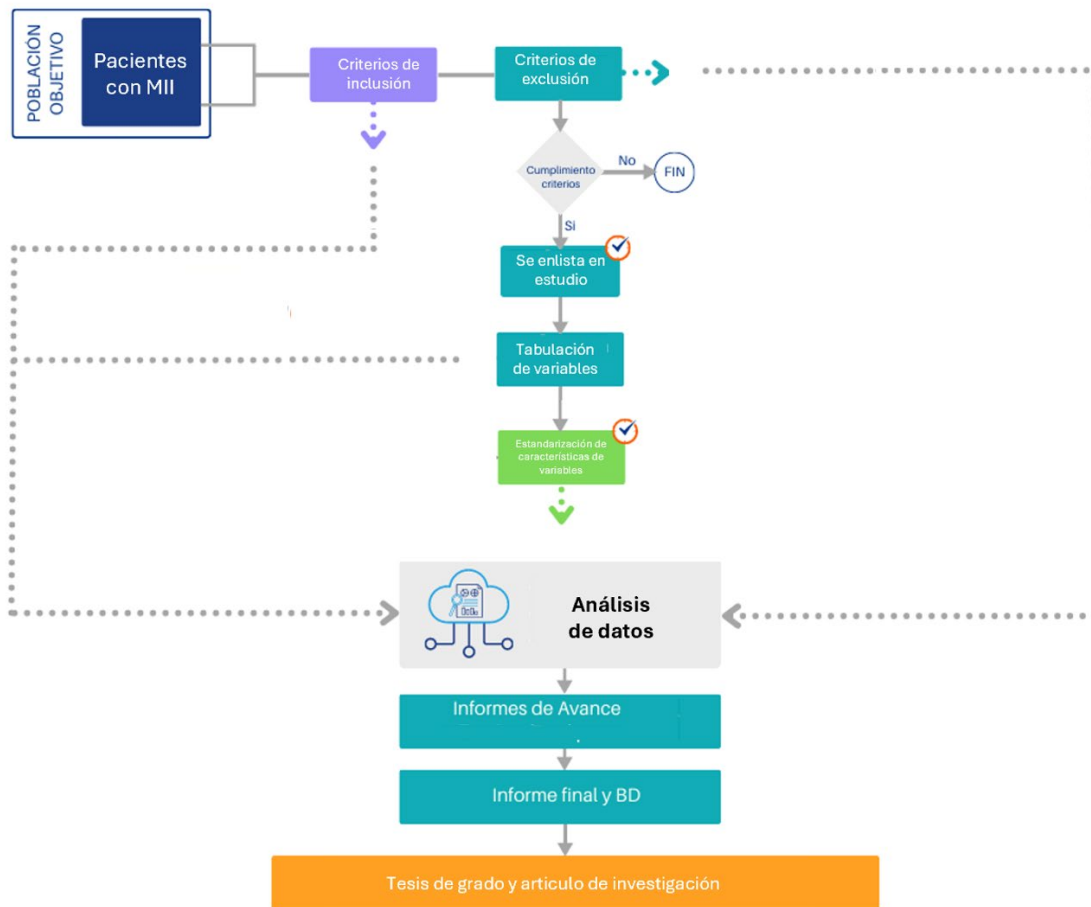 POBLACIÓN
OBJETIVO
Pacientes
con MII
Criterios de
inclusión
Criterios de
exclusión
Cumplimiento
criterios
No
FIN
Si
Se enlista en
estudio
Tabulación
de variables
Estandarización de
características de
variables
Análisis
de datos
Informes de Avance
Informe final y BD
Tesis de grado y articulo de investigación